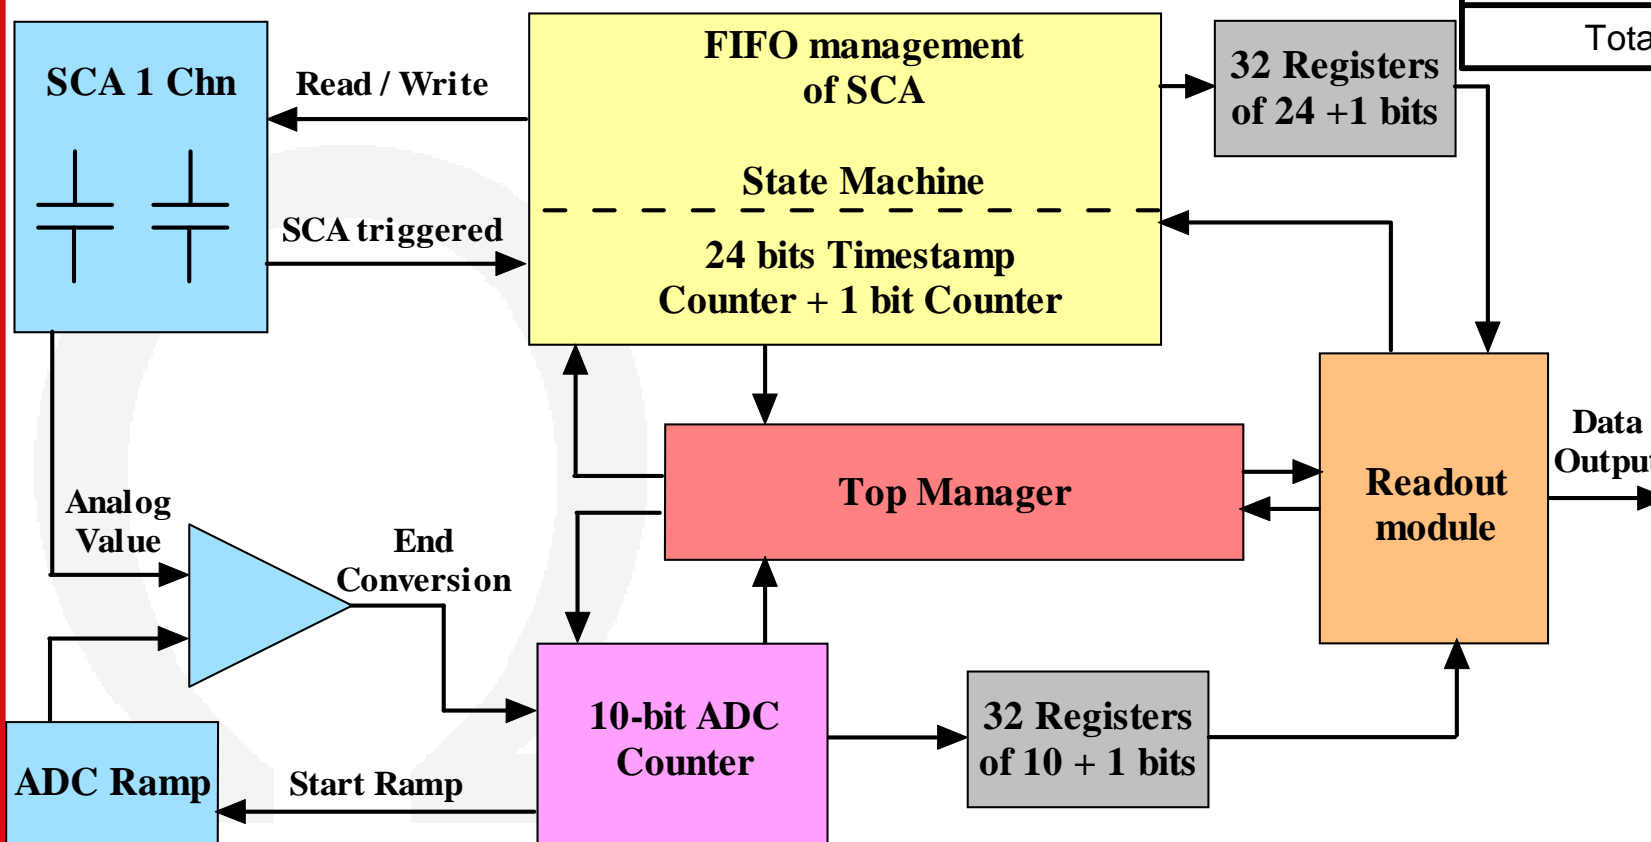 Tota
SCA 1 Chn
Read / Write
FIFO management
of SCA
32 Registers
of 24 +1 bits
State Machine
SCA triggered
24 bits Timestamp
Counter + 1 bit Counter
Analog
Value
End
Conversion
Top Manager
Readout
module
Data
Output
10-bit ADC
Counter
32 Registers
of 10 + 1 bits
ADC Ramp
Start Ramp